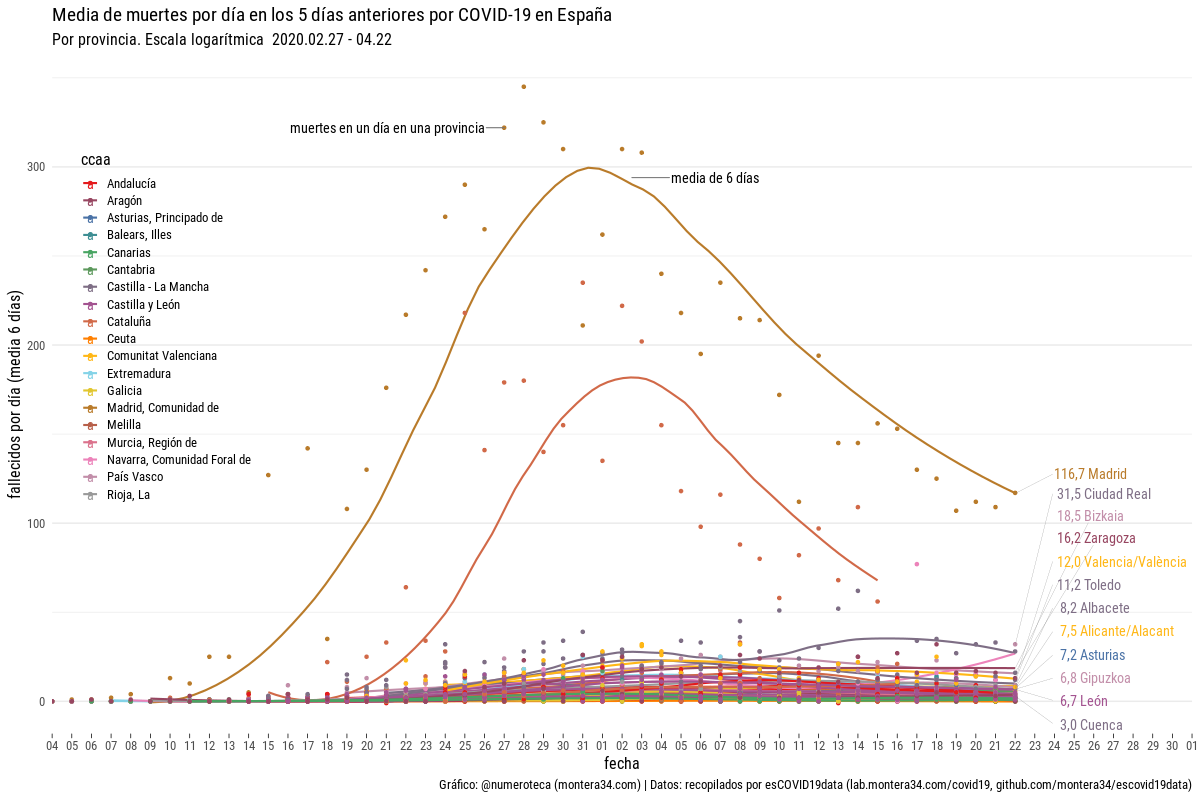 Media de muertes por día en los 5 días anteriores por COVID-19 en España
Por provincia. Escala logarítmica 2020.02.27 - 04.22
muertes en un día en una provincia
media de 6 días
ccaa
Andalucía
Aragón
Asturias, Principado de
Balears, Illes
Canarias
Cantabria
Castilla - La Mancha
Castilla y León
Cataluña
Ceuta
Comunitat Valenciana
Extremadura
Galicia
Madrid, Comunidad de
Melilla
Murcia, Región de
Navarra, Comunidad Foral de
País Vasco
Rioja, La
fallecidos por día (media 6 días)
300
200
100
0
116,7 Madrid
31,5 Ciudad Real
18,5 Bizkaia
16,2 Zaragoza
12,0 Valencia/València
11,2 Toledo
8,2 Albacete
7,5 Alicante/Alacant
7,2 Asturias
6,8 Gipuzkoa
6,7 León
3,0 Cuenca
04 05 06 07 08 09 10 11 12 13 14 15 16 17 18 19 20 21 22 23 24 25 26 27 28 29 30 31 01 02 03 04 05 06 07 08 09 10 11 12 13 14 15 16 17 18 19 20 21 22 23 24 25 26 27 28 29 30 01
fecha
Gráfico: @numeroteca (montera34.com) | Datos: recopilados por esCOVID19data (lab.montera34.com/covid19, github.com/montera34/escovid19data)